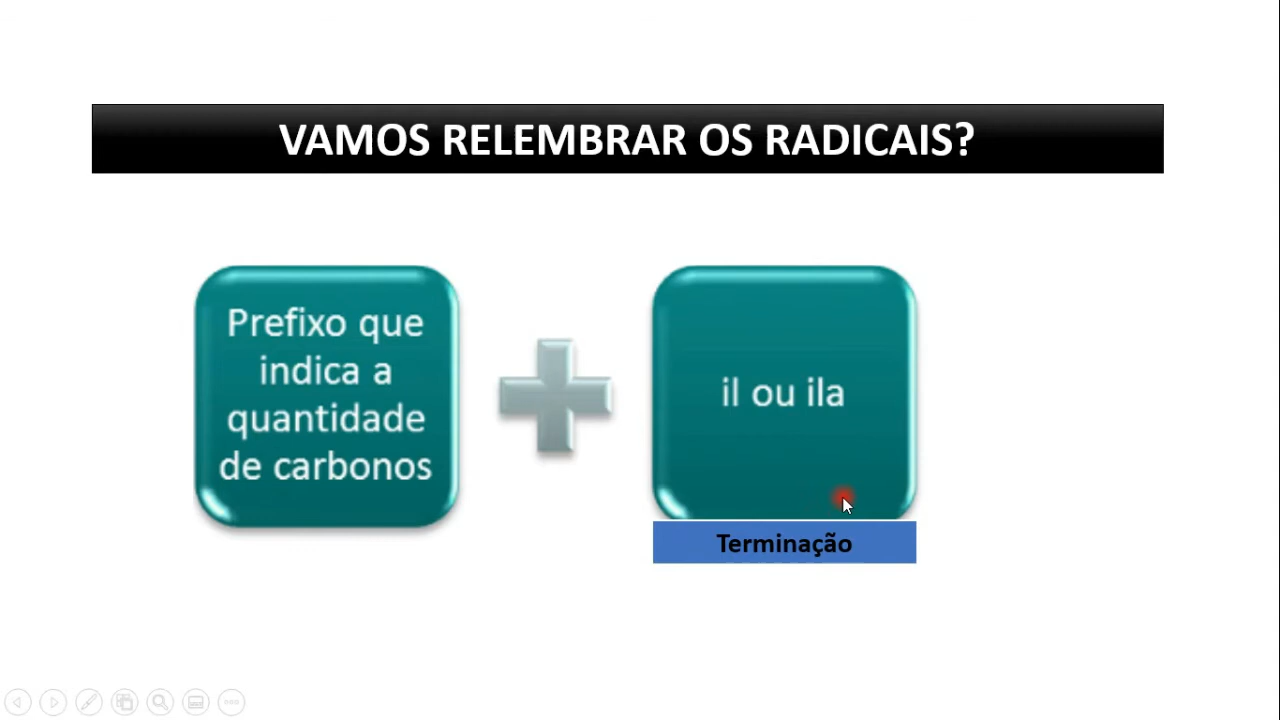 VAMOS RELEMBRAR OS RADICAIS?
Prefixo que
indica a
quantidade
de carbonos
il ou ila
Terminação